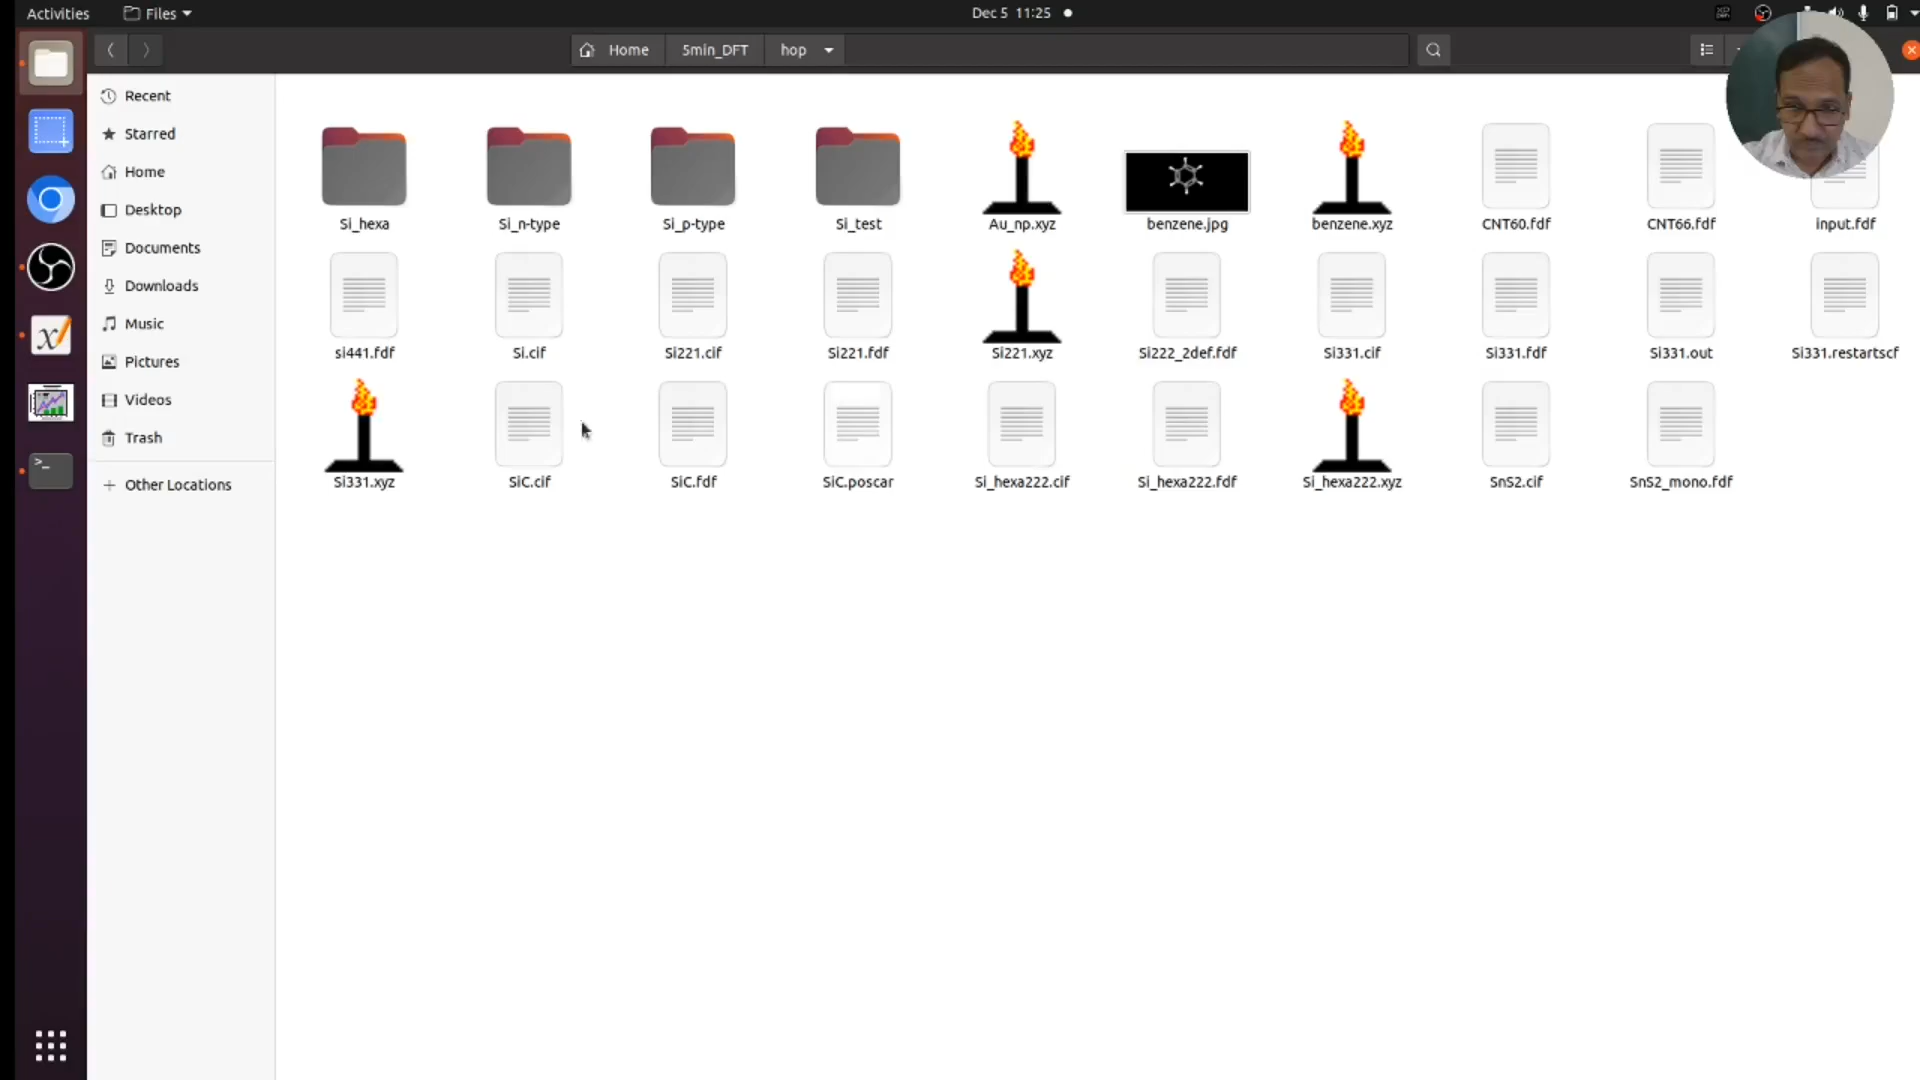 Activities Files Dec 5 11:25
Home 5min_DFT hop
Recent
Starred
Home
Desktop
Documents
Downloads
Music
Pictures
Videos
Trash
Other Locations
Si_hexa Si_n-type Si_p-type Si_test Au_np.xyz benzene.jpg benzene.xyz CNT60.fdf CNT66.fdf input.fdf
si441.fdf Si.cif Si221.cif Si221.fdf Si221.xyz Si222_2def.fdf Si331.cif Si331.fdf Si331.out Si331.restartscf
Si331.xyz SiC.cif SiC.fdf SiC.poscar Si_hexa222.cif Si_hexa222.fdf Si_hexa222.xyz SnS2.cif SnS2_mono.fdf